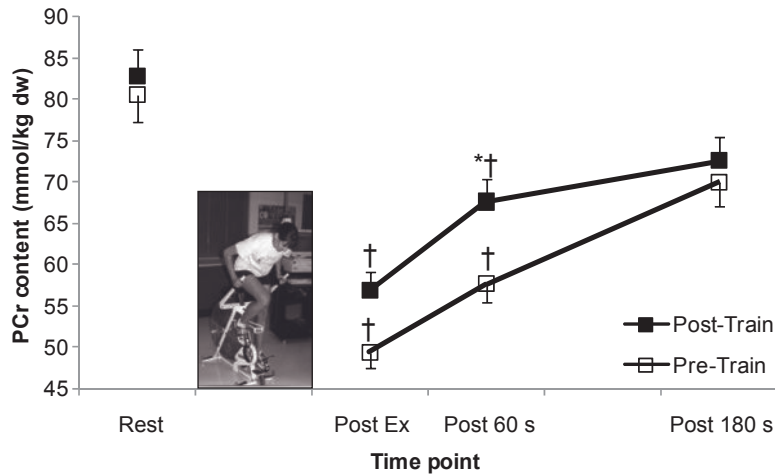 90
85
80
75
70
65
60
55
50
45
PCr content (mmol/kg dw)
*†
†
†
†
Post-Train
Pre-Train
Rest
Post Ex
Post 60 s
Post 180 s
Time point